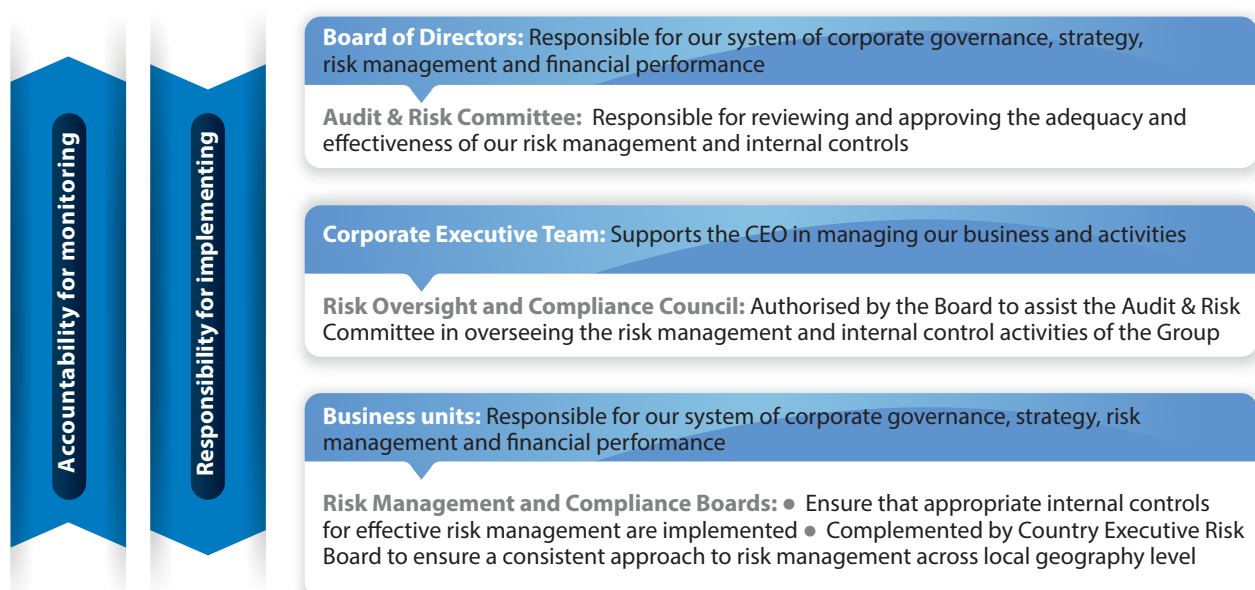 Accountability for monitoring
Responsibility for implementing
Board of Directors: Responsible for our system of corporate governance, strategy,
risk management and financial performance
Audit & Risk Committee: Responsible for reviewing and approving the adequacy and
effectiveness of our risk management and internal controls
Corporate Executive Team: Supports the CEO in managing our business and activities
Risk Oversight and Compliance Council: Authorised by the Board to assist the Audit & Risk
Committee in overseeing the risk management and internal control activities of the Group
Business units: Responsible for our system of corporate governance, strategy, risk
management and financial performance
Risk Management and Compliance Boards: ● Ensure that appropriate internal controls
for effective risk management are implemented ● Complemented by Country Executive Risk
Board to ensure a consistent approach to risk management across local geography level